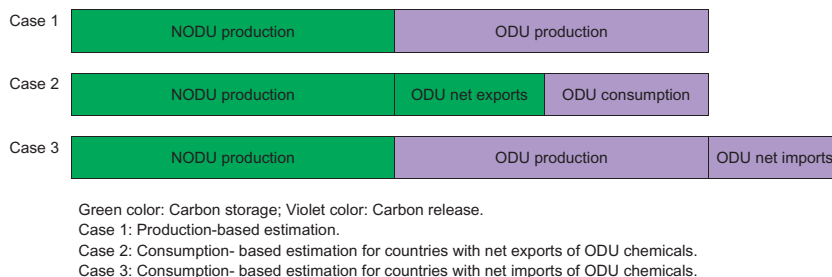 Case 1 NODU production ODU production
Case 2 NODU production ODU net exports ODU consumption
Case 3 NODU production ODU production ODU net imports
Green color: Carbon storage; Violet color: Carbon release.
Case 1: Production-based estimation.
Case 2: Consumption- based estimation for countries with net exports of ODU chemicals.
Case 3: Consumption- based estimation for countries with net imports of ODU chemicals.